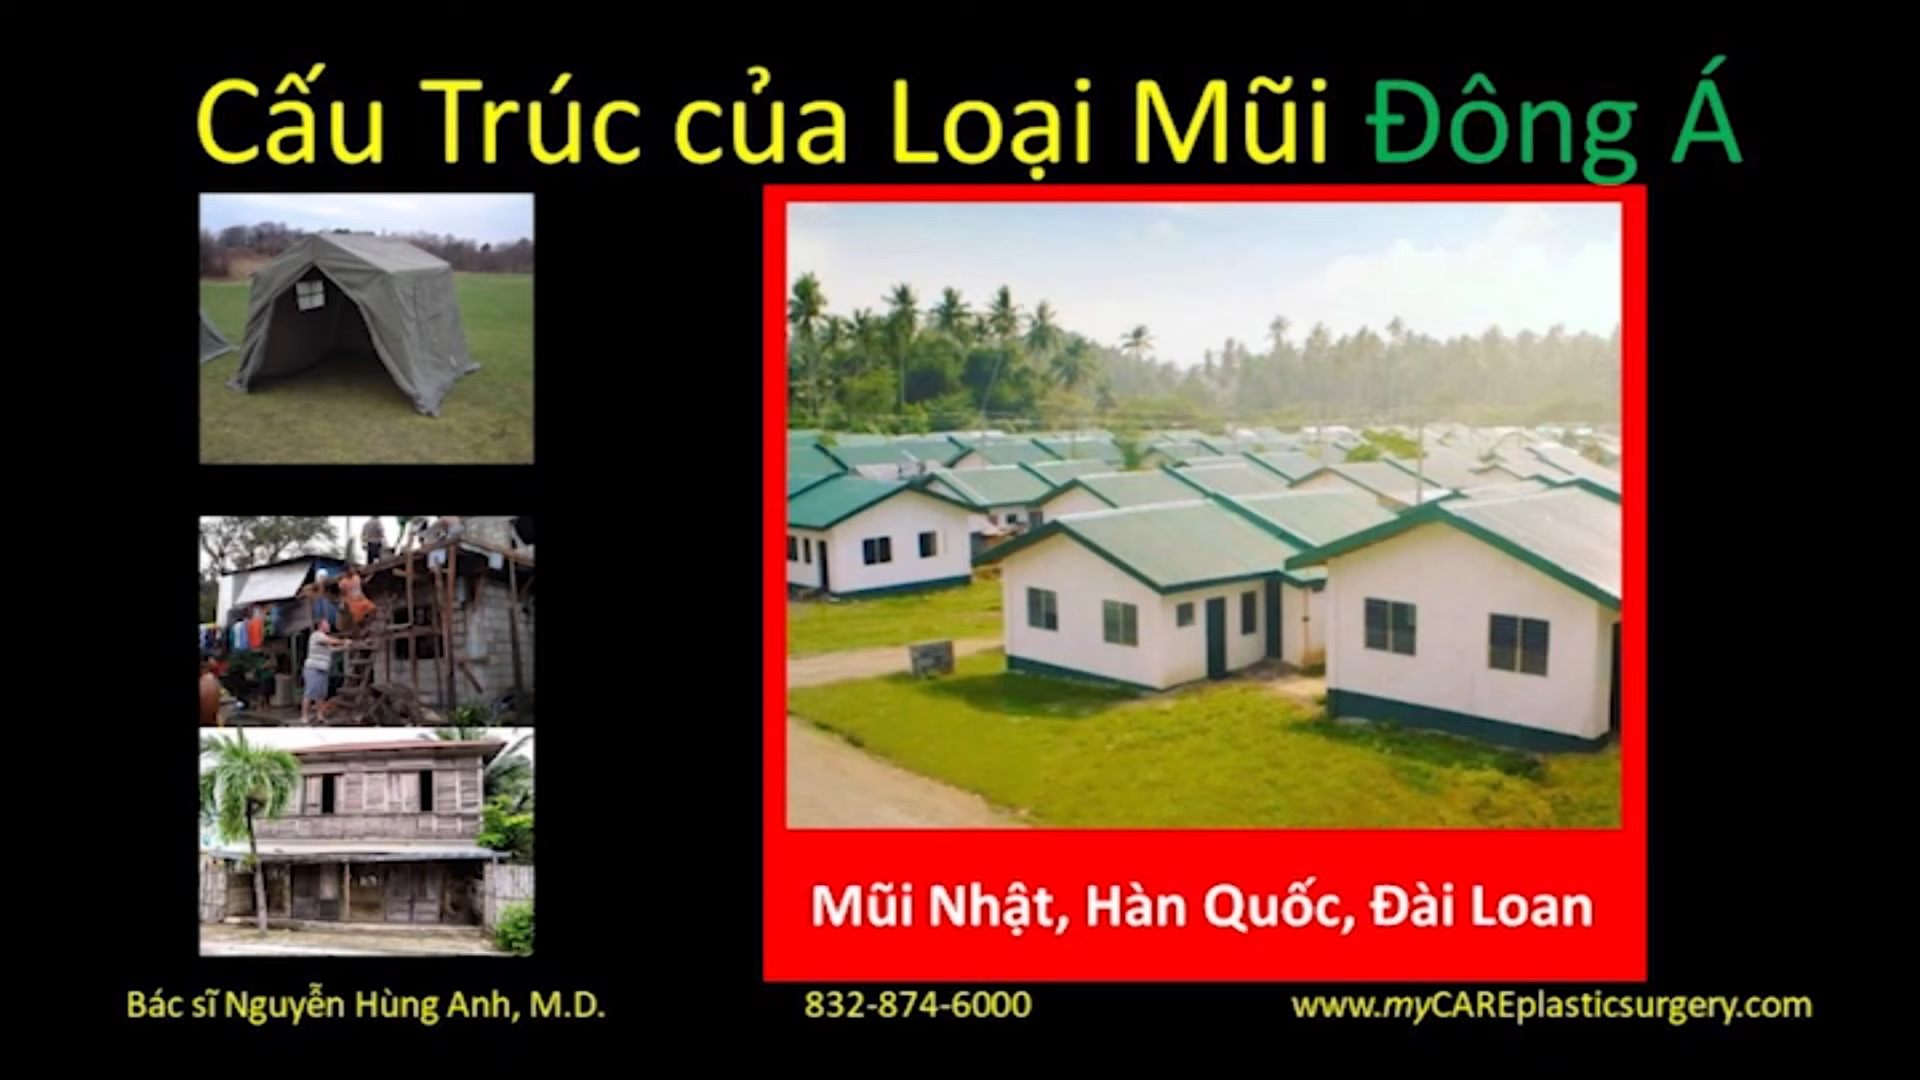 Cấu Trúc của Loại Mũi Đông Á
Mũi Nhật, Hàn Quốc, Đài Loan
Bác sĩ Nguyễn Hùng Anh, M.D.
832-874-6000
www.myCAREplasticsurgery.com